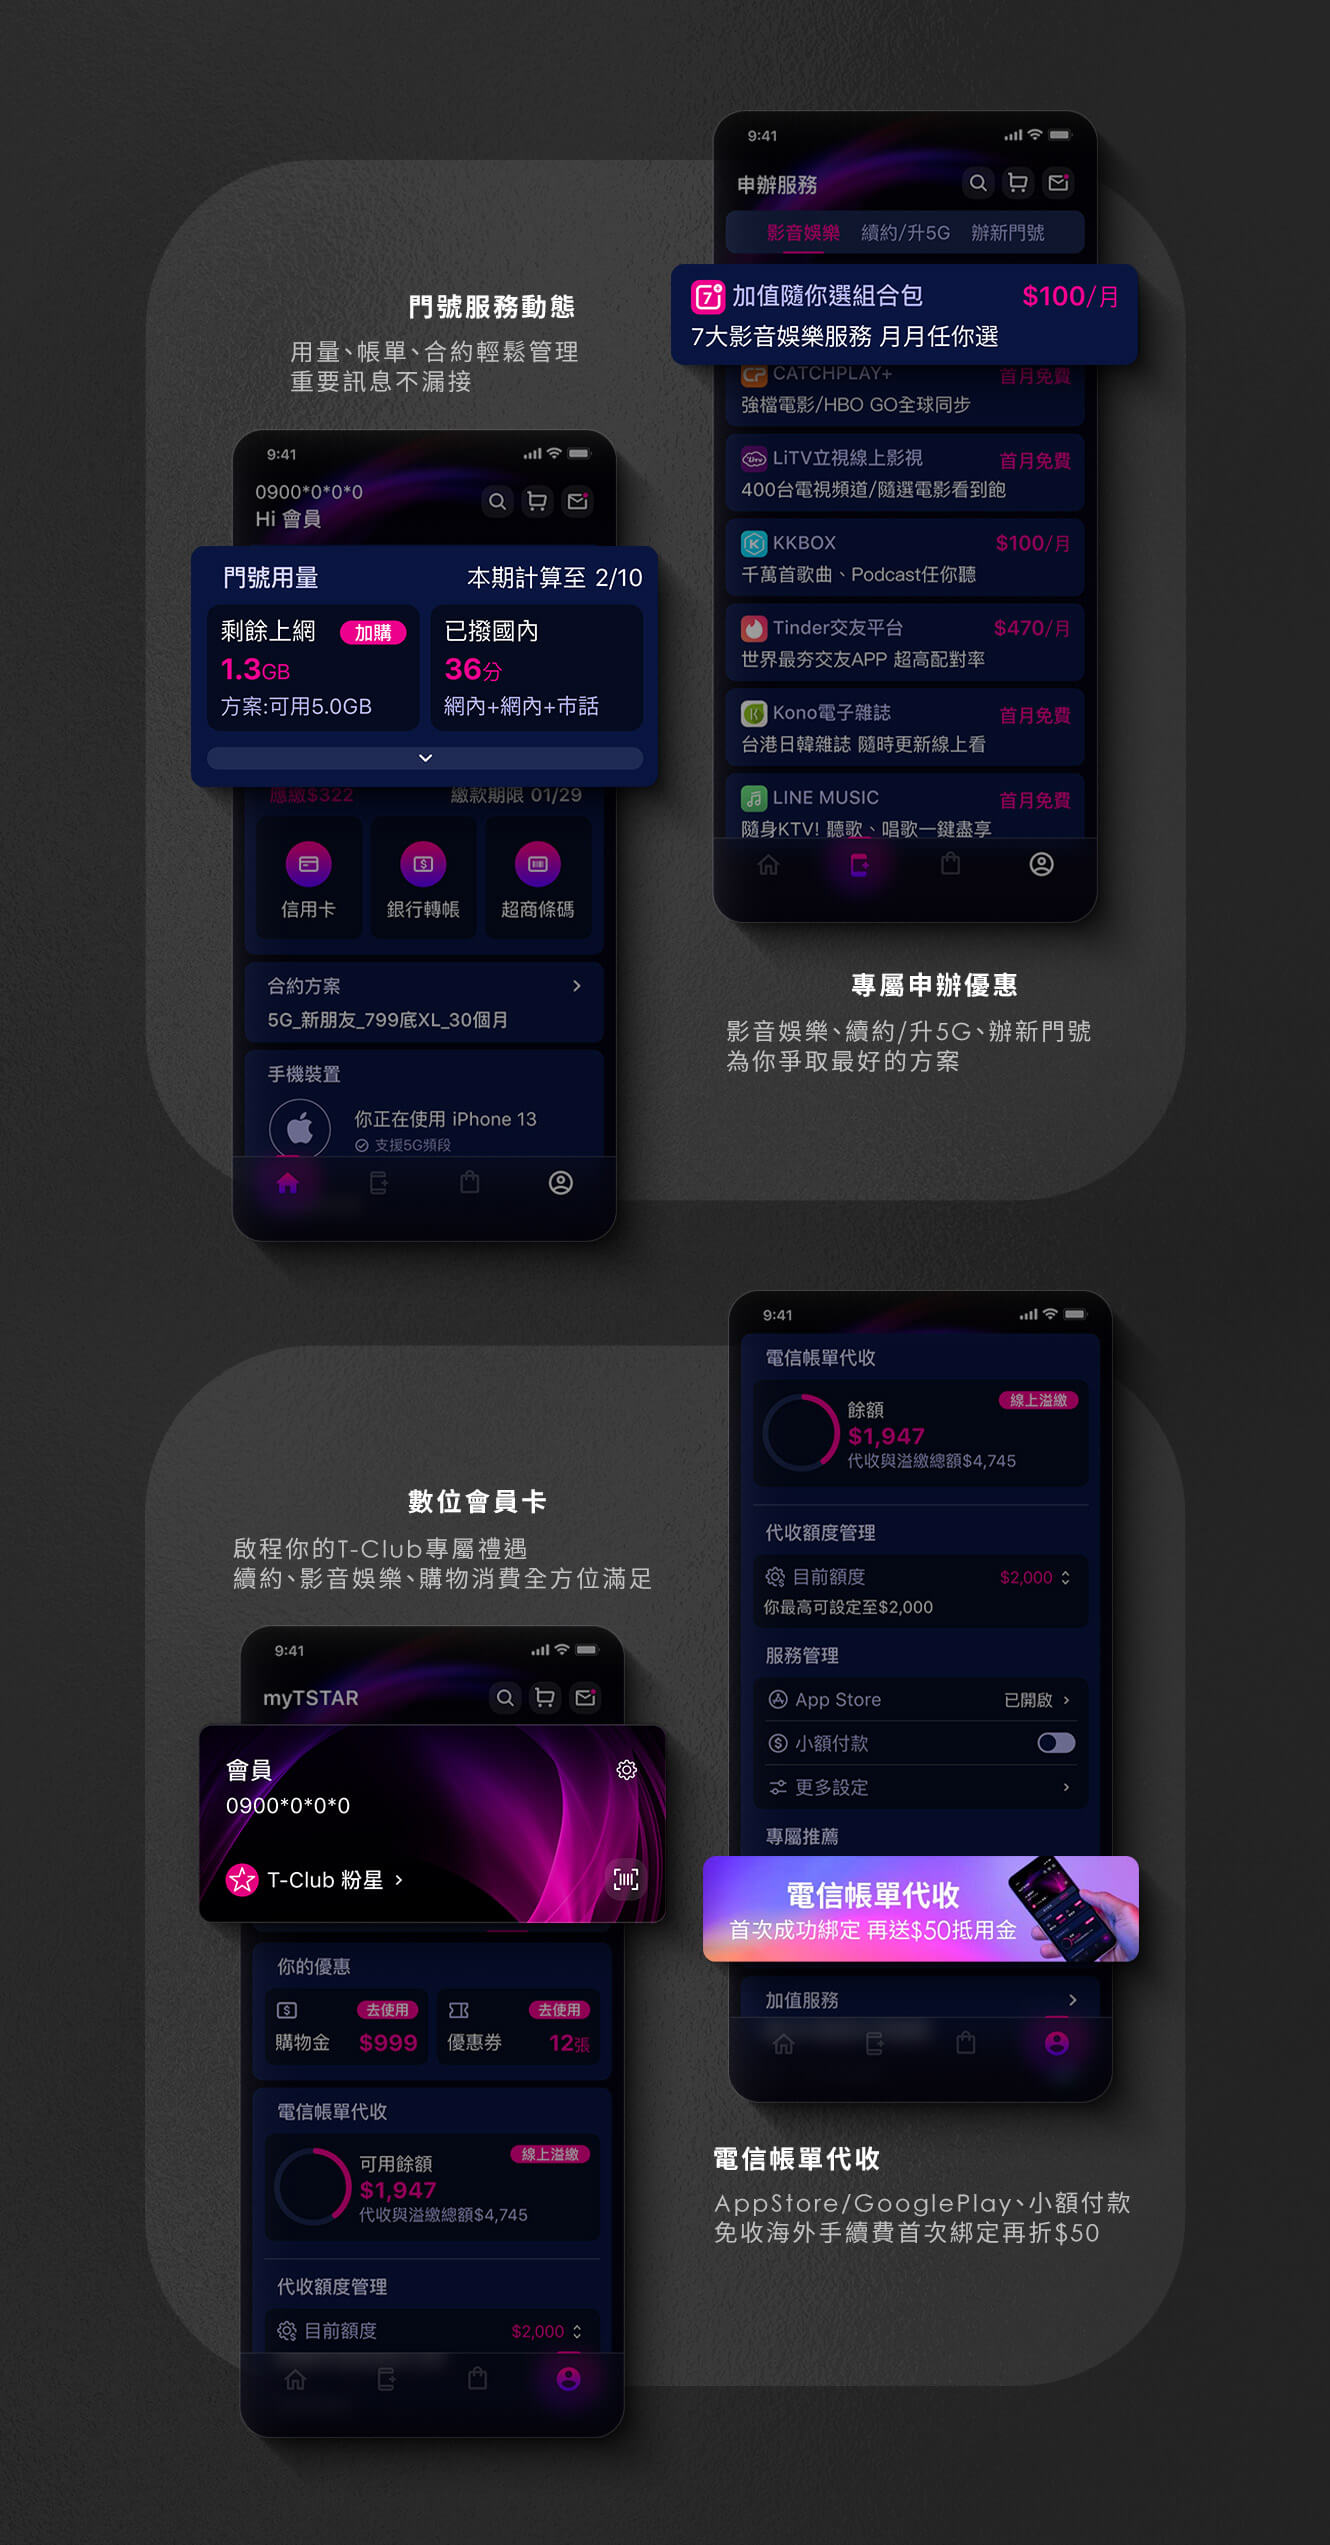 門號服務動態
用量、帳單、合約輕鬆管理
重要訊息不漏接
9:41
0900*0*0*0
Hi 會員
門號用量 本期計算至 2/10
剩餘上網 加購
1.3GB
方案:可用5.0GB
已撥國內
36分
網內+網內+市話
應繳$322 繳款期限 01/29
信用卡 銀行轉帳 超商條碼
合約方案
5G_新朋友_799底XL_30個月
手機裝置
你正在使用 iPhone 13
支援5G頻段
9:41
申辦服務
影音娛樂 續約/升5G 辦新門號
加值隨你選組合包 $100/月
7大影音娛樂服務 月月任你選
CATCHPLAY+ 首月免費
強檔電影/HBO GO全球同步
LiTV立視線上影視 首月免費
400台電視頻道/隨選電影看到飽
KKBOX $100/月
千萬首歌曲、Podcast任你聽
Tinder交友平台 $470/月
世界最夯交友APP 超高配對率
Kono電子雜誌 首月免費
台港日韓雜誌 隨時更新線上看
LINE MUSIC 首月免費
隨身KTV! 聽歌、唱歌一鍵盡享
專屬申辦優惠
影音娛樂、續約/升5G、辦新門號
為你爭取最好的方案
數位會員卡
啟程你的T-Club專屬禮遇
續約、影音娛樂、購物消費全方位滿足
9:41
myTSTAR
會員
0900*0*0*0
T-Club 粉星
你的優惠
去使用
購物金 $999
去使用
優惠券 12張
電信帳單代收
可用餘額 線上溢繳
$1,947
代收與溢繳總額$4,745
代收額度管理
目前額度 $2,000
9:41
電信帳單代收
餘額 線上溢繳
$1,947
代收與溢繳總額$4,745
代收額度管理
目前額度 $2,000
你最高可設定至$2,000
服務管理
App Store 已開啟
小額付款
更多設定
專屬推薦
電信帳單代收
首次成功綁定 再送$50抵用金
加值服務
電信帳單代收
AppStore/GooglePlay、小額付款
免收海外手續費首次綁定再折$50